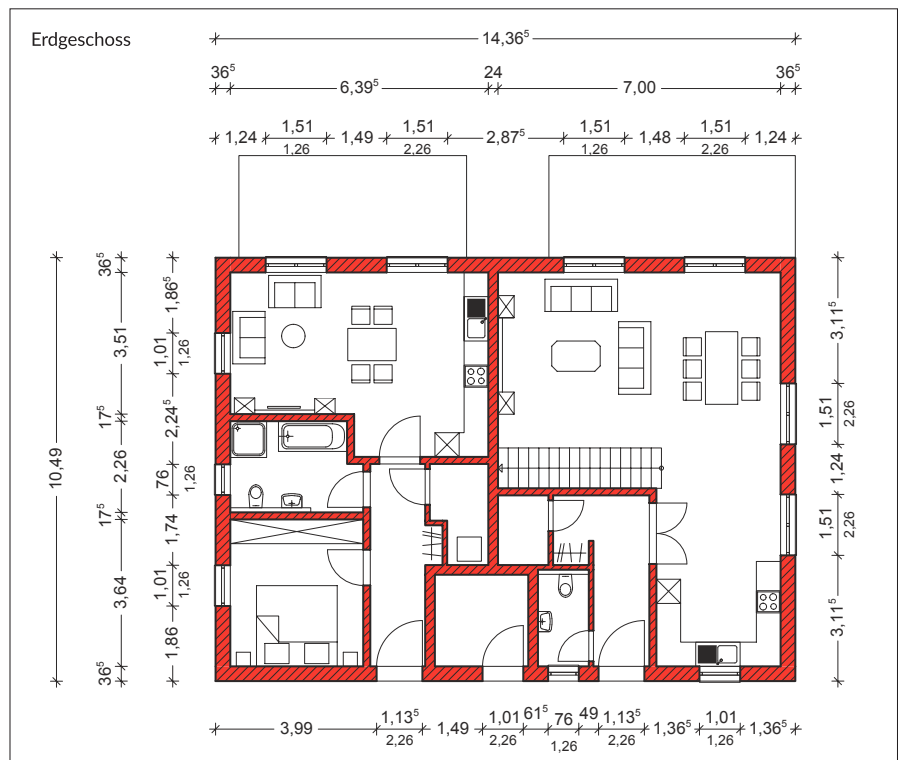 Erdgeschoss
14,36⁵
36⁵ 6,39⁵ 24 7,00 36⁵
1,24 1,51 1,49 1,51 2,87⁵ 1,51 1,48 1,51 1,24
1,26 2,26 1,26 2,26
10,49
36⁵ 3,51 17⁵ 2,26 17⁵ 3,64 36⁵
1,86⁵ 1,01 2,24⁵ 76 1,74 1,01 1,86
1,26 1,26 1,26
3,11⁵ 1,51 1,24 1,51 3,11⁵
2,26 2,26
3,99 1,13⁵ 1,49 1,01 61⁵ 76 49 1,13⁵ 1,36⁵ 1,01 1,36⁵
2,26 2,26 1,26 2,26 1,26